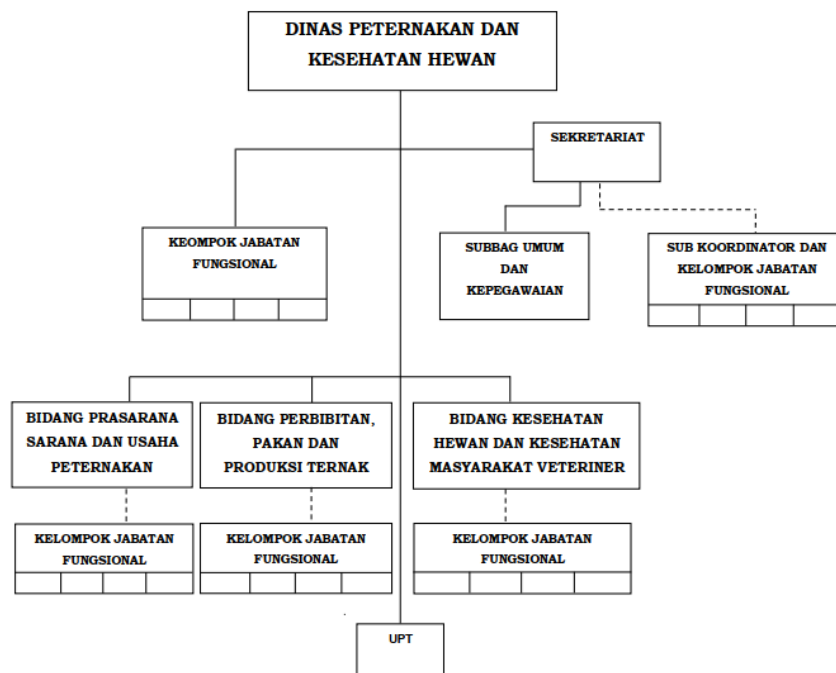 DINAS PETERNAKAN DAN
KESEHATAN HEWAN
SEKRETARIAT
KEOMPOK JABATAN
FUNGSIONAL
SUBBAG UMUM
DAN
KEPEGAWAIAN
SUB KOORDINATOR DAN
KELOMPOK JABATAN
FUNGSIONAL
BIDANG PRASARANA
SARANA DAN USAHA
PETERNAKAN
BIDANG PERBIBITAN,
PAKAN DAN
PRODUKSI TERNAK
BIDANG KESEHATAN
HEWAN DAN KESEHATAN
MASYARAKAT VETERINER
KELOMPOK JABATAN
FUNGSIONAL
KELOMPOK JABATAN
FUNGSIONAL
KELOMPOK JABATAN
FUNGSIONAL
UPT